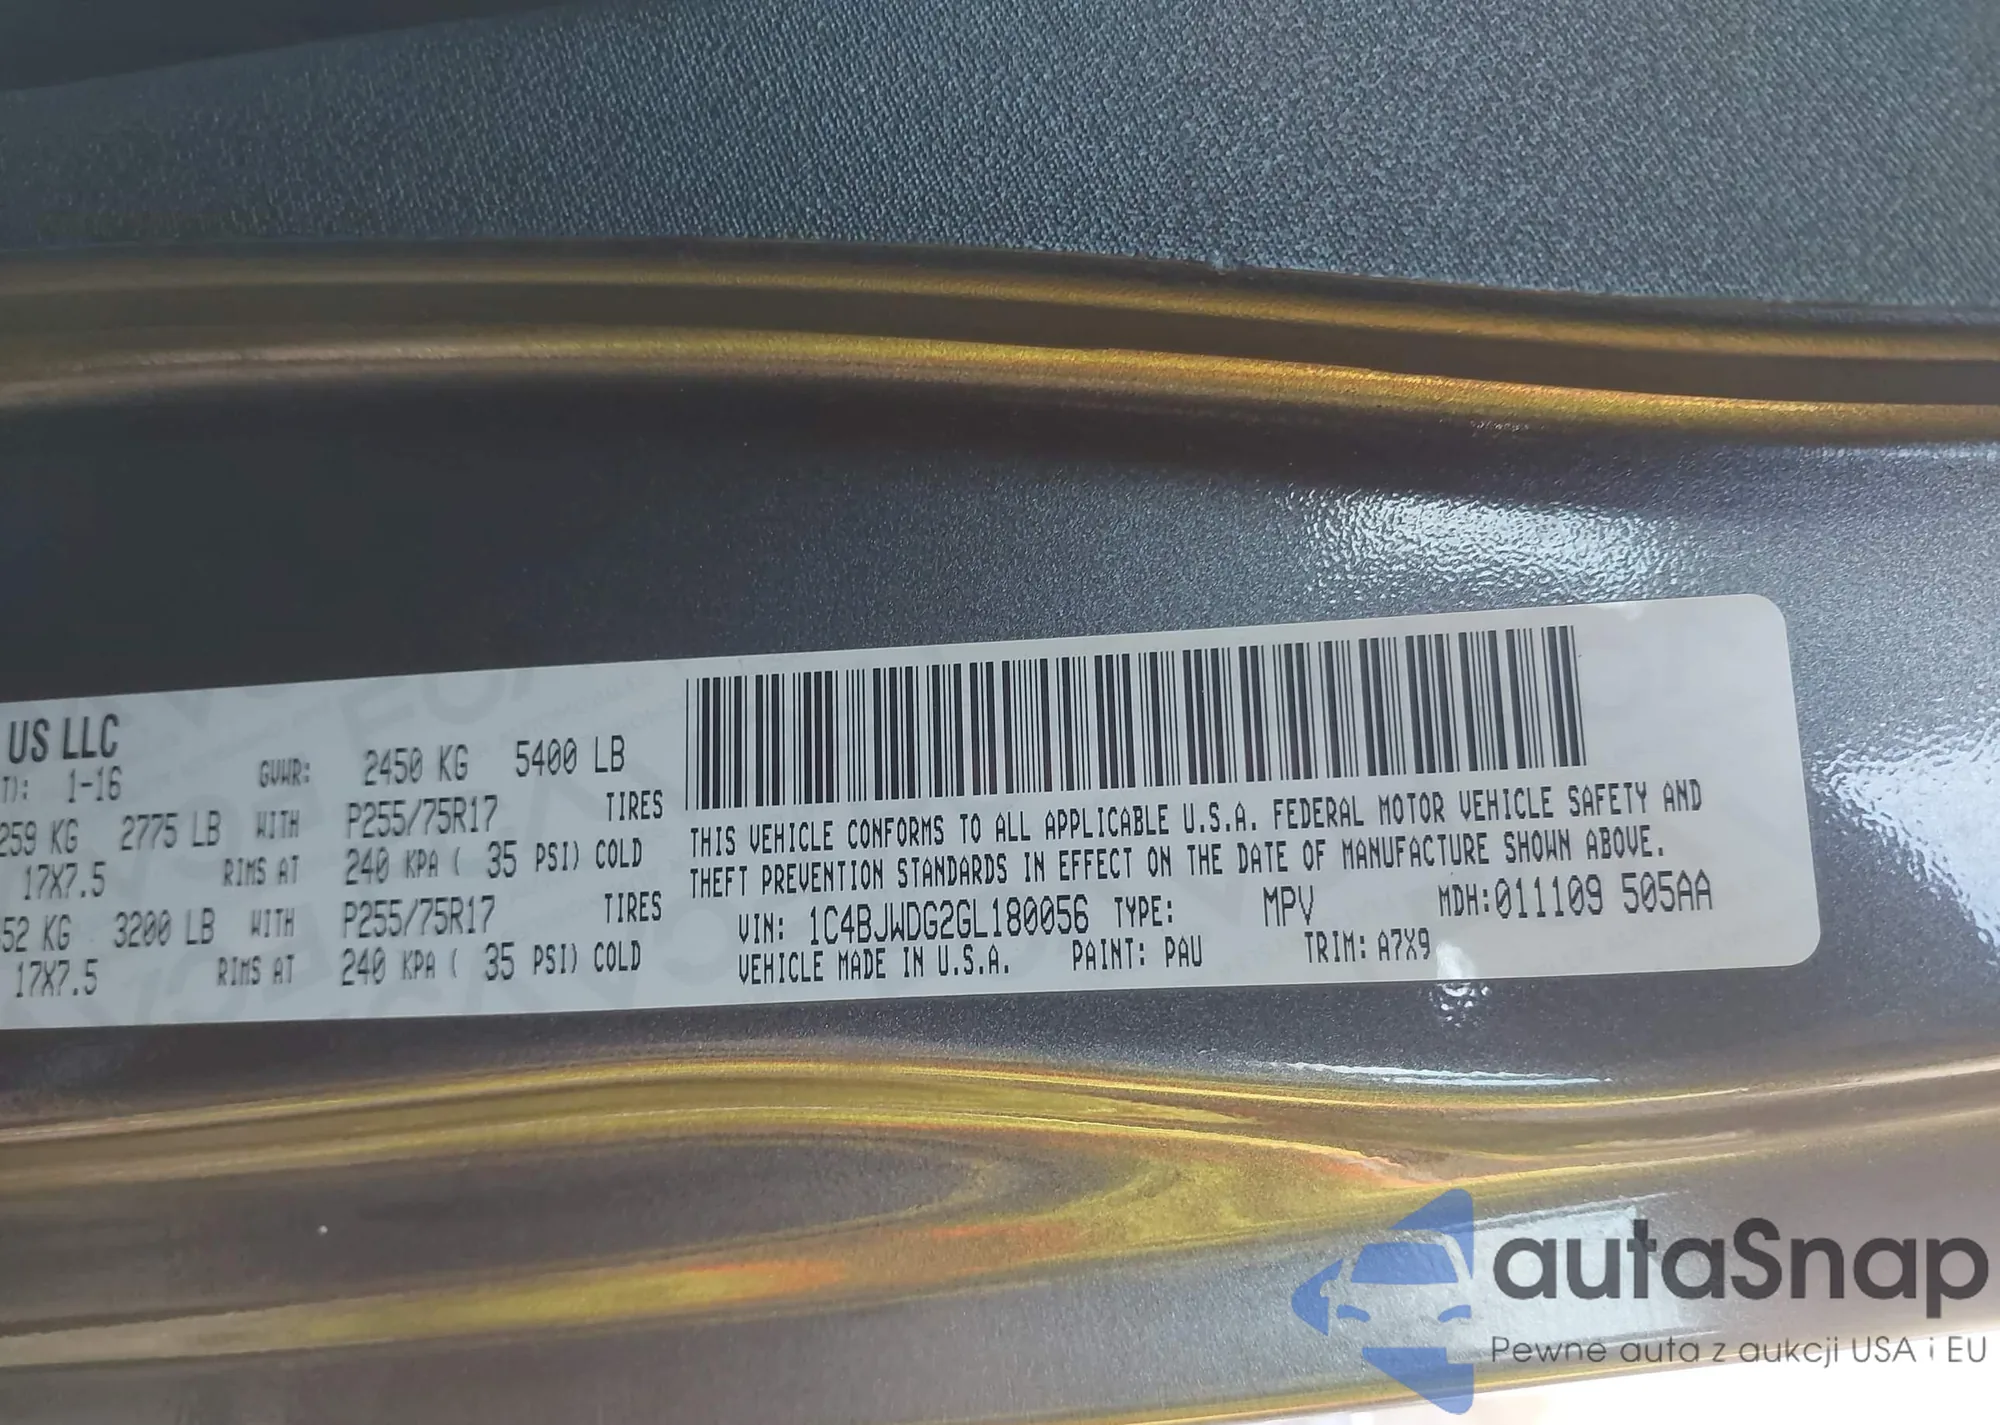 US LLC
T): 1-16 GVWR: 2450 KG 5400 LB
259 KG 2775 LB WITH P255/75R17 TIRES
17X7.5 RIMS AT 240 KPA ( 35 PSI) COLD
52 KG 3200 LB WITH P255/75R17 TIRES
17X7.5 RIMS AT 240 KPA ( 35 PSI) COLD
THIS VEHICLE CONFORMS TO ALL APPLICABLE U.S.A. FEDERAL MOTOR VEHICLE SAFETY AND
THEFT PREVENTION STANDARDS IN EFFECT ON THE DATE OF MANUFACTURE SHOWN ABOVE.
VIN: 1C4BJWDG2GL180056 TYPE: MPV MDH:011109 505AA
VEHICLE MADE IN U.S.A. PAINT: PAU TRIM: A7X9
autaSnap
Pewne auta z aukcji USA i EU